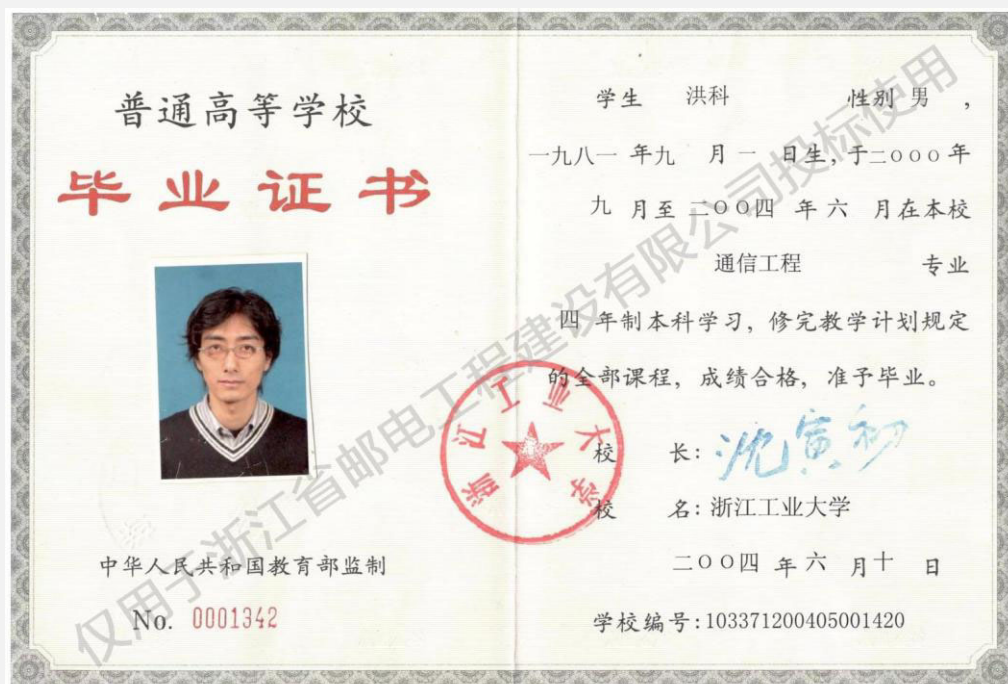 普通高等学校
毕业证书
中华人民共和国教育部监制
No. 0001342
学生 洪科 性别 男 ,
一九八一 年九 月 一 日生, 于二○○○年
九 月至 二○○四 年 六 月在本校
通信工程 专业
四 年制本科学习, 修完教学计划规定
的全部课程, 成绩合格, 准予毕业。
校 长: 沈寅初
校 名: 浙江工业大学
二○○四 年 六 月十 日
学校编号:103371200405001420
浙江工业大学
仅用于浙江省邮电工程建设有限公司投标使用